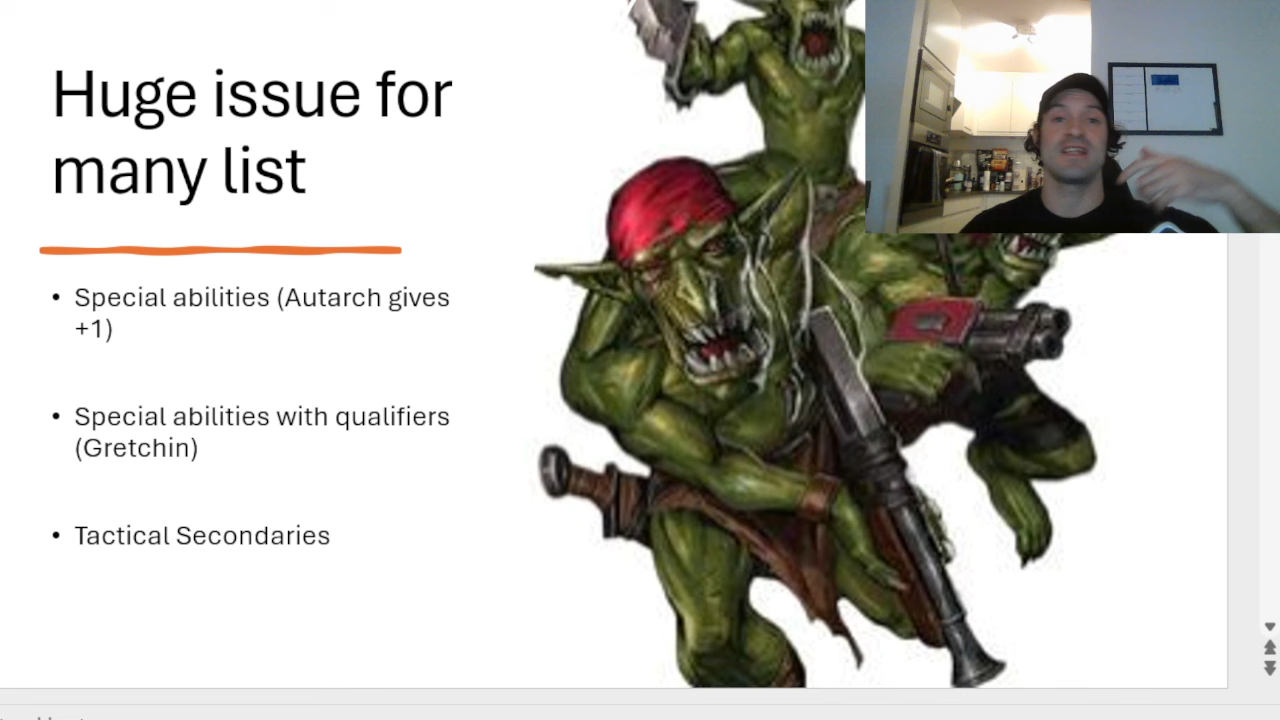 Huge issue for
many list
• Special abilities (Autarch gives
+1)
• Special abilities with qualifiers
(Gretchin)
• Tactical Secondaries